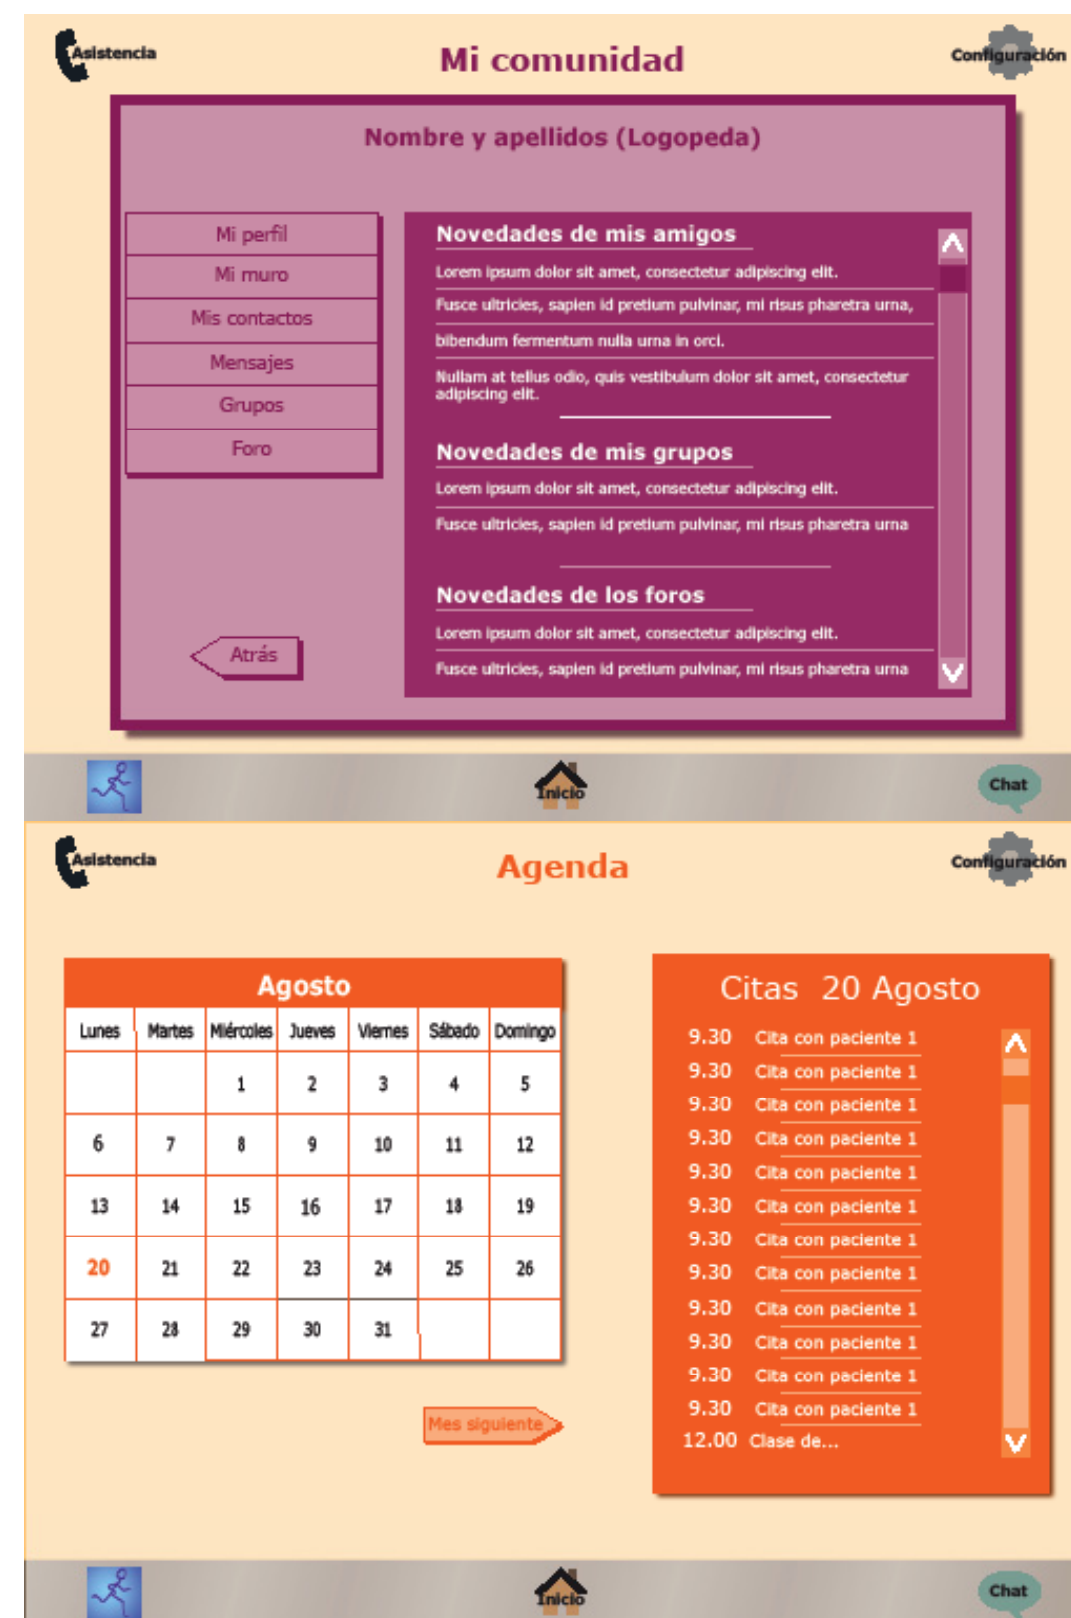 Asistencia
Mi comunidad
Configuración
Nombre y apellidos (Logopeda)
Mi perfil
Mi muro
Mis contactos
Mensajes
Grupos
Foro
Atrás
Novedades de mis amigos
Lorem ipsum dolor sit amet, consectetur adipiscing elit.
Fusce ultricies, sapien id pretium pulvinar, mi risus pharetra urna,
bibendum fermentum nulla urna in orci.
Nullam at tellus odio, quis vestibulum dolor sit amet, consectetur
adipiscing elit.
Novedades de mis grupos
Lorem ipsum dolor sit amet, consectetur adipiscing elit.
Fusce ultricies, sapien id pretium pulvinar, mi risus pharetra urna
Novedades de los foros
Lorem ipsum dolor sit amet, consectetur adipiscing elit.
Fusce ultricies, sapien id pretium pulvinar, mi risus pharetra urna
Inicio
Chat
Asistencia
Agenda
Configuración
Agosto
Lunes Martes Miércoles Jueves Viernes Sábado Domingo
1 2 3 4 5
6 7 8 9 10 11 12
13 14 15 16 17 18 19
20 21 22 23 24 25 26
27 28 29 30 31
Mes siguiente
Citas 20 Agosto
9.30 Cita con paciente 1
9.30 Cita con paciente 1
9.30 Cita con paciente 1
9.30 Cita con paciente 1
9.30 Cita con paciente 1
9.30 Cita con paciente 1
9.30 Cita con paciente 1
9.30 Cita con paciente 1
9.30 Cita con paciente 1
9.30 Cita con paciente 1
9.30 Cita con paciente 1
9.30 Cita con paciente 1
12.00 Clase de...
Inicio
Chat